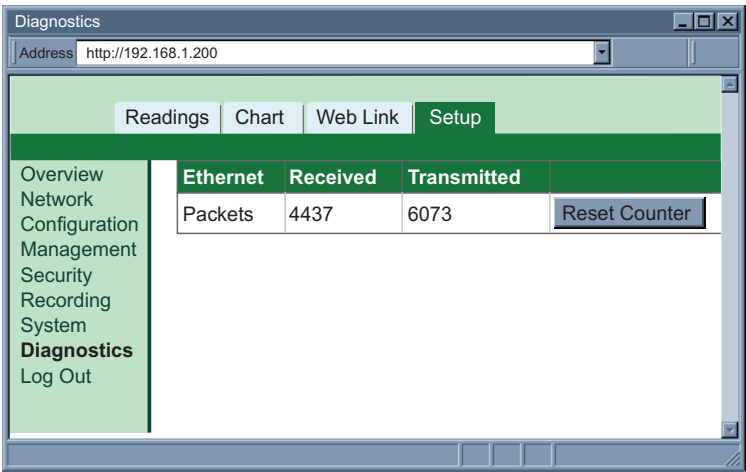 Diagnostics
Address http://192.168.1.200
Readings Chart Web Link Setup
Overview
Network
Configuration
Management
Security
Recording
System
Diagnostics
Log Out
Ethernet Received Transmitted
Packets 4437 6073 Reset Counter